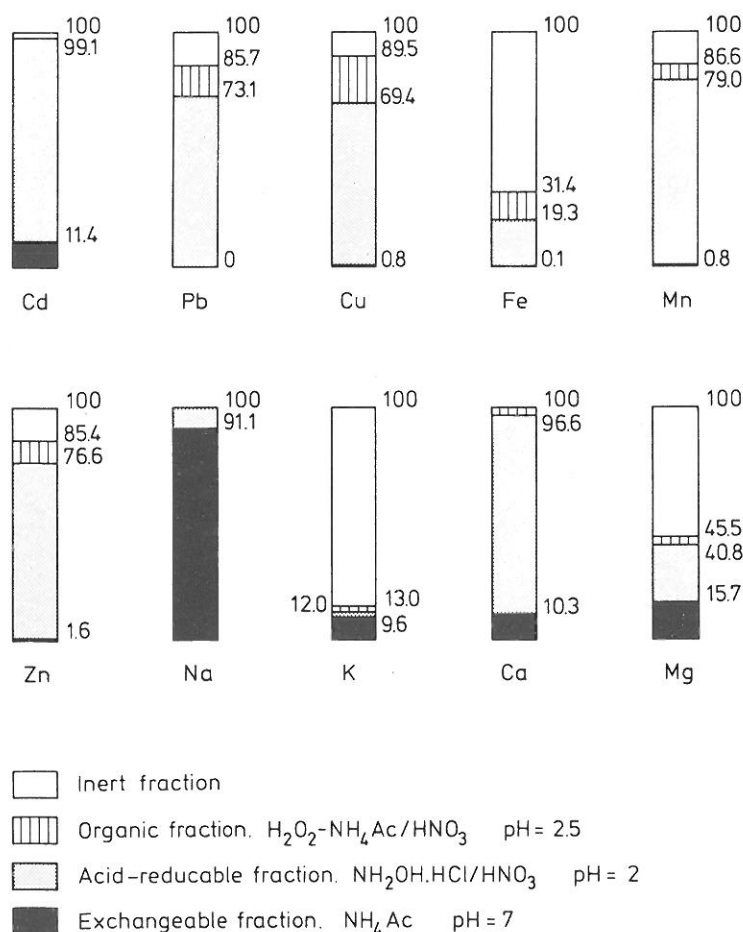 100 100 100 100 100
99.1 85.7 89.5 86.6
73.1 69.4 79.0
31.4
19.3
11.4
0 0.8 0.1 0.8
Cd Pb Cu Fe Mn
100 100 100 100 100
85.4 91.1 96.6
76.6
45.5
40.8
12.0 13.0 15.7
9.6 10.3
1.6
Zn Na K Ca Mg
Inert fraction
Organic fraction. H₂O₂-NH₄Ac/HNO₃ pH = 2.5
Acid-reducable fraction. NH₂OH.HCl/HNO₃ pH = 2
Exchangeable fraction. NH₄Ac pH = 7